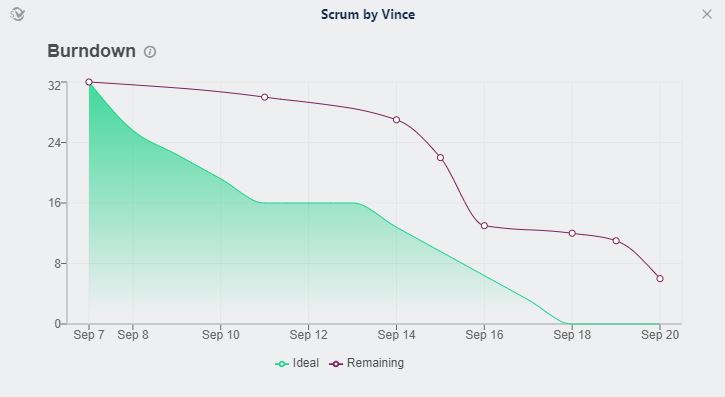 Scrum by Vince
Burndown
32
24
16
8
0
Sep 7 Sep 8 Sep 10 Sep 12 Sep 14 Sep 16 Sep 18 Sep 20
Ideal Remaining